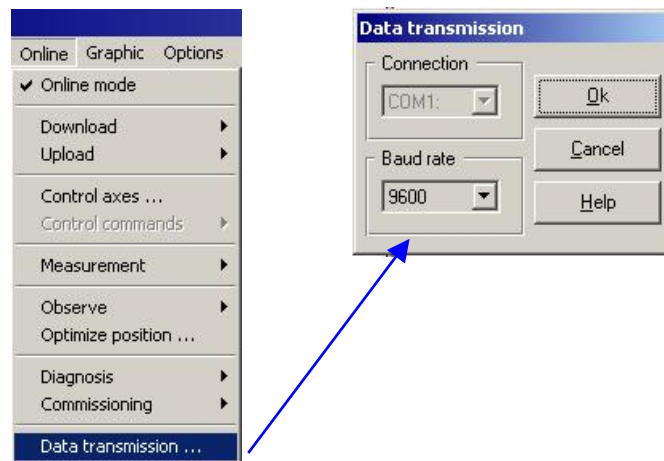 Online Graphic Options
Online mode
Download
Upload
Control axes ...
Control commands
Measurement
Observe
Optimize position ...
Diagnosis
Commissioning
Data transmission ...
Data transmission
Connection
COM1:
Baud rate
9600
Ok
Cancel
Help